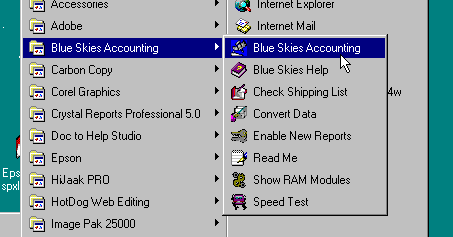 Accessories
Adobe
Blue Skies Accounting
Carbon Copy
Corel Graphics
Crystal Reports Professional 5.0
Doc to Help Studio
Epson
HiJaak PRO
HotDog Web Editing
Image Pak 25000
Internet Explorer
Internet Mail
Blue Skies Accounting
Blue Skies Help
Check Shipping List
Convert Data
Enable New Reports
Read Me
Show RAM Modules
Speed Test
4w
Eps
spxl